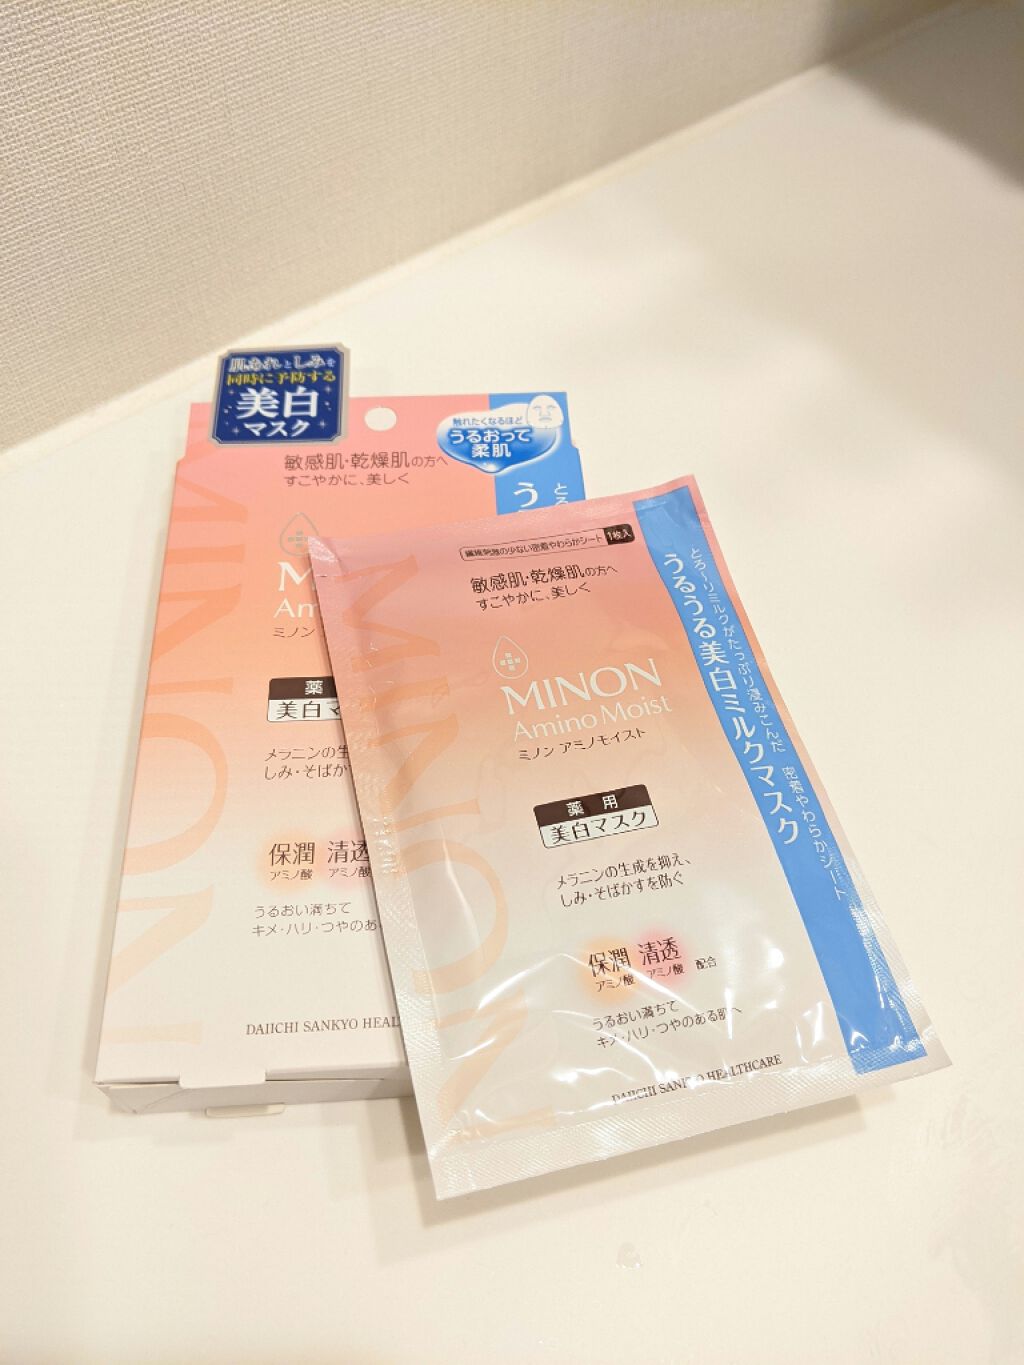 肌あれとしみを
同時に予防する
美白
マスク
触れたくなるほど
うるおって
柔肌
敏感肌・乾燥肌の方へ
すこやかに、美しく
とろ
う
MINON
M
Am
ミノン
薬
美白マ
メラニンの生
しみ・そばか
保潤 清透
アミノ酸 アミノ酸
うるおい満ちて
キメ・ハリ・つやのあ
DAIICHI SANKYO HEAL
繊維刺激の少ない密着やわらかシート 1枚入
敏感肌・乾燥肌の方へ
すこやかに、美しく
MINON
MINON
Amino Moist
ミノン アミノモイスト
薬用
美白マスク
メラニンの生成を抑え、
しみ・そばかすを防ぐ
保潤 清透 配合
アミノ酸 アミノ酸
うるおい満ちて
キメ・ハリ・つやのある肌へ
DAIICHI SANKYO HEALTHCARE
とろ〜りミルクがたっぷり浸みこんだ 密着やわらかシート
うるうる美白ミルクマスク